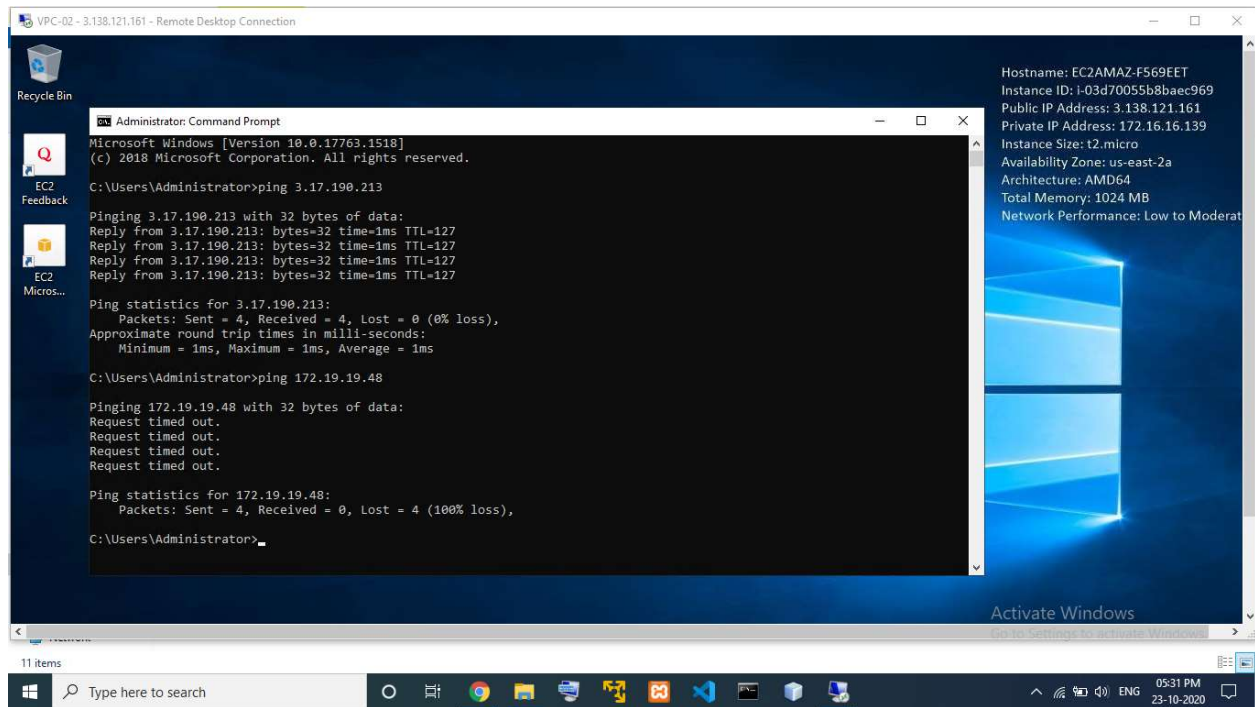 VPC-02 - 3.138.121.161 - Remote Desktop Connection
Recycle Bin
EC2
Feedback
EC2
Micros...
Hostname: EC2AMAZ-F569EET
Instance ID: i-03d70055b8baec969
Public IP Address: 3.138.121.161
Private IP Address: 172.16.16.139
Instance Size: t2.micro
Availability Zone: us-east-2a
Architecture: AMD64
Total Memory: 1024 MB
Network Performance: Low to Moderat
Administrator: Command Prompt
Microsoft Windows [Version 10.0.17763.1518]
(c) 2018 Microsoft Corporation. All rights reserved.
C:\Users\Administrator>ping 3.17.190.213
Pinging 3.17.190.213 with 32 bytes of data:
Reply from 3.17.190.213: bytes=32 time=1ms TTL=127
Reply from 3.17.190.213: bytes=32 time=1ms TTL=127
Reply from 3.17.190.213: bytes=32 time=1ms TTL=127
Reply from 3.17.190.213: bytes=32 time=1ms TTL=127
Ping statistics for 3.17.190.213:
Packets: Sent = 4, Received = 4, Lost = 0 (0% loss),
Approximate round trip times in milli-seconds:
Minimum = 1ms, Maximum = 1ms, Average = 1ms
C:\Users\Administrator>ping 172.19.19.48
Pinging 172.19.19.48 with 32 bytes of data:
Request timed out.
Request timed out.
Request timed out.
Request timed out.
Ping statistics for 172.19.19.48:
Packets: Sent = 4, Received = 0, Lost = 4 (100% loss),
C:\Users\Administrator>
Activate Windows
Go to Settings to activate Windows.
11 items
Type here to search
ENG
05:31 PM
23-10-2020